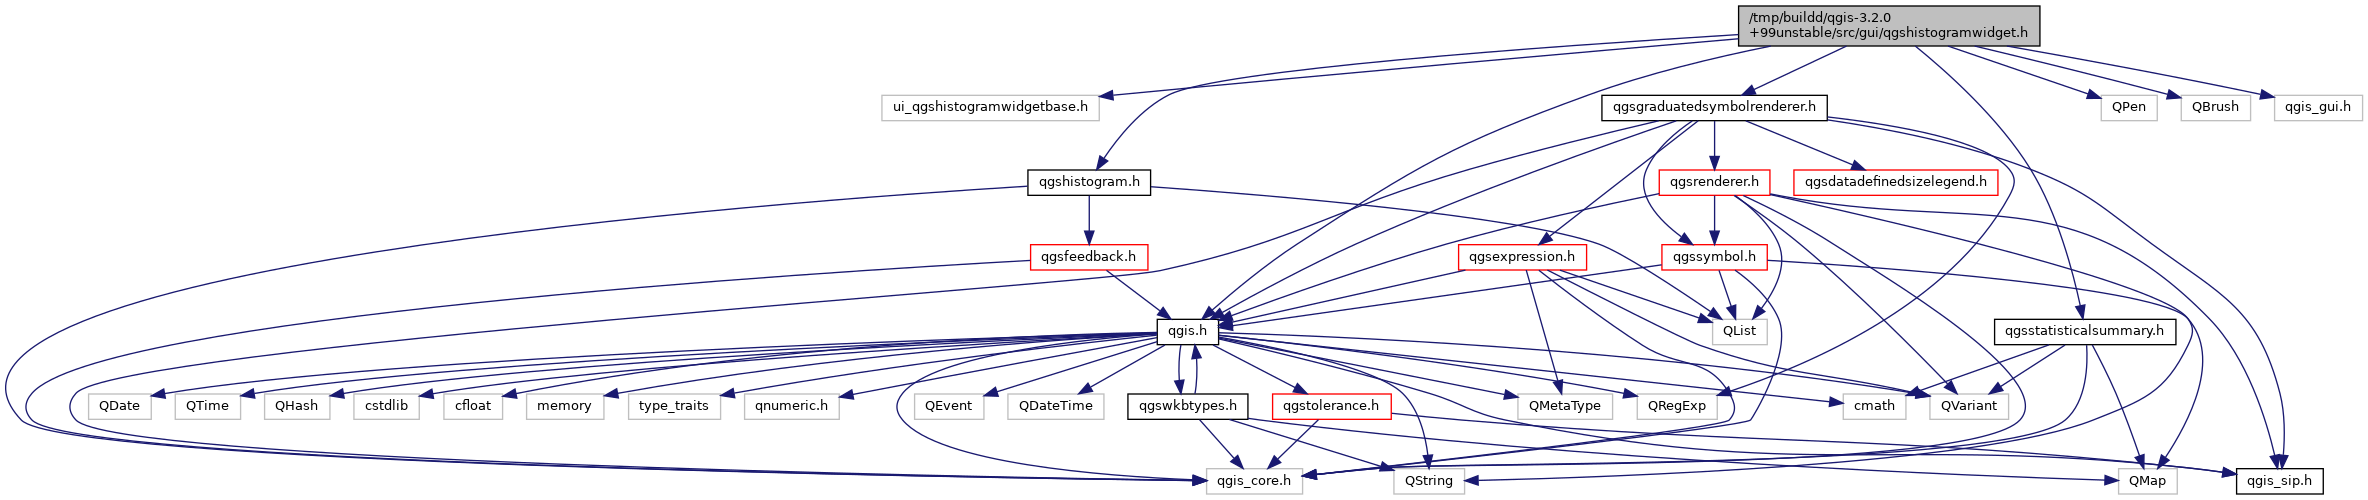 /tmp/buildd/qgis-3.2.0
+99unstable/src/gui/qgshistogramwidget.h
ui_qgshistogramwidgetbase.h
qgsgraduatedsymbolrenderer.h
QPen
QBrush
qgis_gui.h
qgshistogram.h
qgsrenderer.h
qgsdatadefinedsizelegend.h
qgsfeedback.h
qgsexpression.h
qgssymbol.h
qgis.h
QList
qgsstatisticalsummary.h
QDate
QTime
QHash
cstdlib
cfloat
memory
type_traits
qnumeric.h
QEvent
QDateTime
qgswkbtypes.h
qgstolerance.h
QMetaType
QRegExp
cmath
QVariant
qgis_core.h
QString
QMap
qgis_sip.h